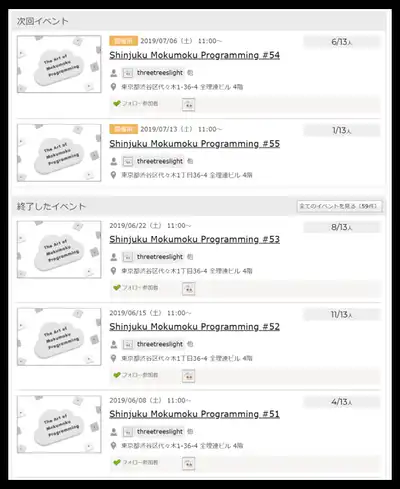 次回イベント
開催前 2019/07/06（土） 11:00～
6/13人
Shinjuku Mokumoku Programming #54
threetreeslight 他
東京都渋谷区代々木1-36-4 全理連ビル 4階
フォロー参加者
The Art of Mokumoku Programming
開催前 2019/07/13（土） 11:00～
1/13人
Shinjuku Mokumoku Programming #55
threetreeslight 他
東京都渋谷区代々木1丁目36-4 全理連ビル 4階
The Art of Mokumoku Programming
終了したイベント
全てのイベントを見る（59件）
2019/06/22（土） 11:00～
8/13人
Shinjuku Mokumoku Programming #53
threetreeslight 他
東京都渋谷区代々木1丁目36-4 全理連ビル 4階
フォロー参加者
The Art of Mokumoku Programming
2019/06/15（土） 11:00～
11/13人
Shinjuku Mokumoku Programming #52
threetreeslight 他
東京都渋谷区代々木1丁目36-4 全理連ビル 4階
フォロー参加者
The Art of Mokumoku Programming
2019/06/08（土） 11:00～
4/13人
Shinjuku Mokumoku Programming #51
threetreeslight 他
東京都渋谷区代々木1-36-4 全理連ビル 4階
フォロー参加者
The Art of Mokumoku Programming